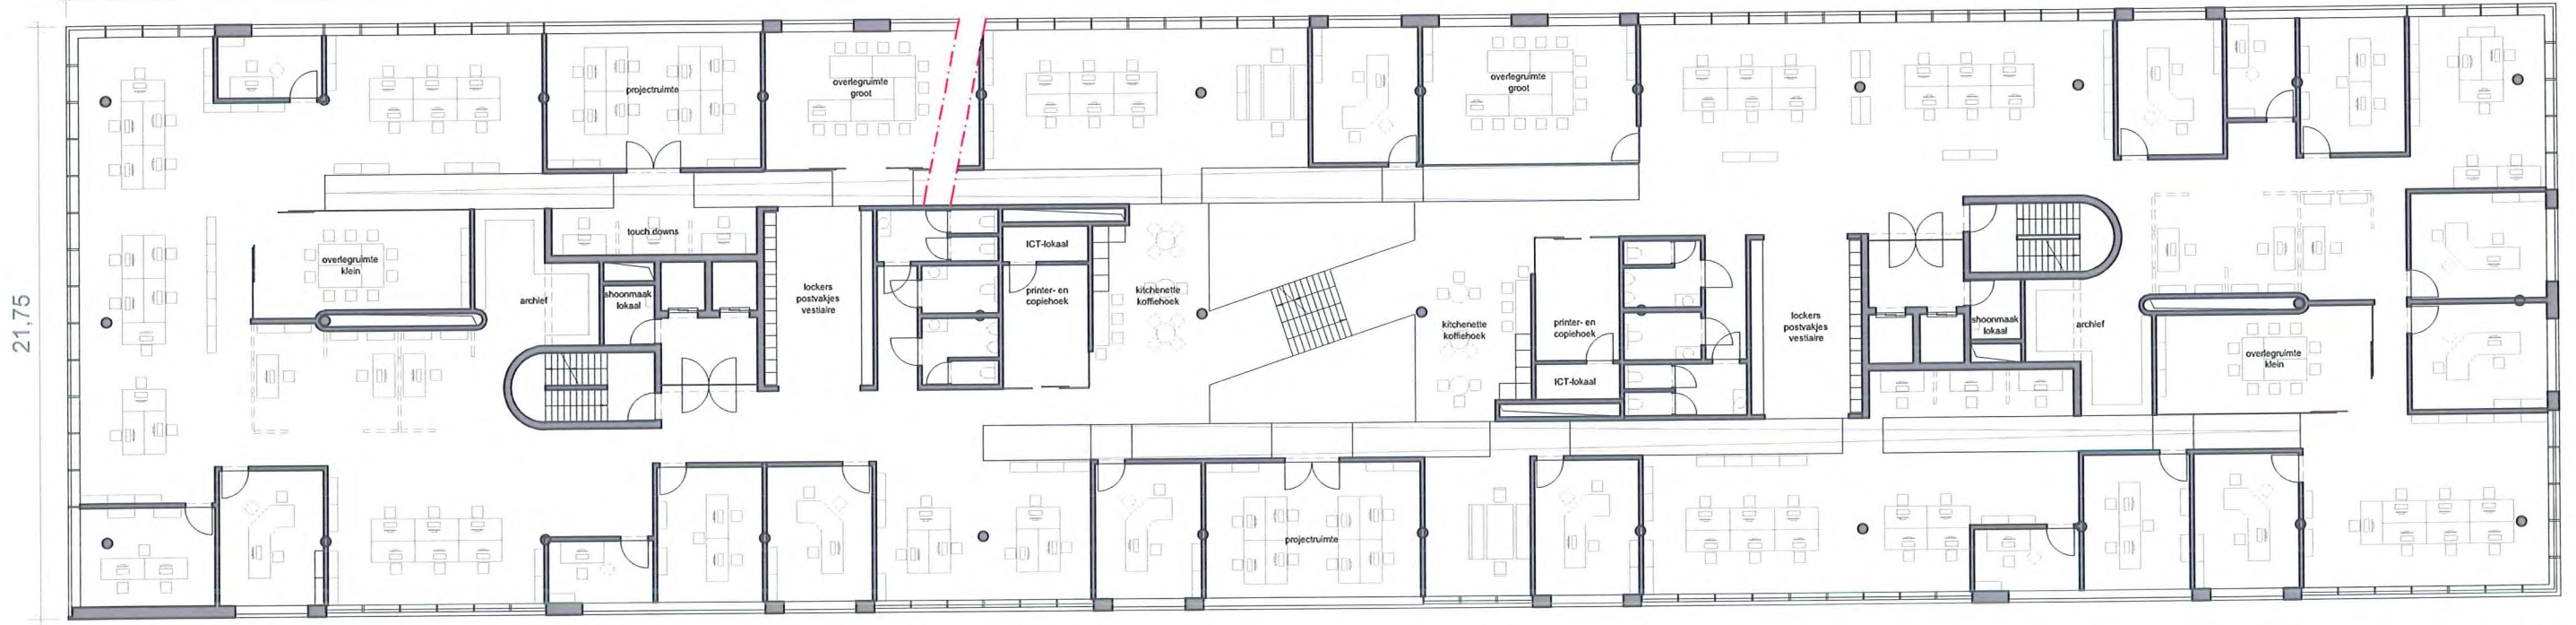 projectruimte
overlegruimte
groot
overlegruimte
groot
21,75
touch downs
overlegruimte
klein
archief
shoonmaak
lokaal
lockers
postvakjes
vestiaire
ICT-lokaal
printer- en
copiehoek
kitchenette
koffiehoek
kitchenette
koffiehoek
printer- en
copiehoek
ICT-lokaal
lockers
postvakjes
vestiaire
shoonmaak
lokaal
archief
overlegruimte
klein
projectruimte